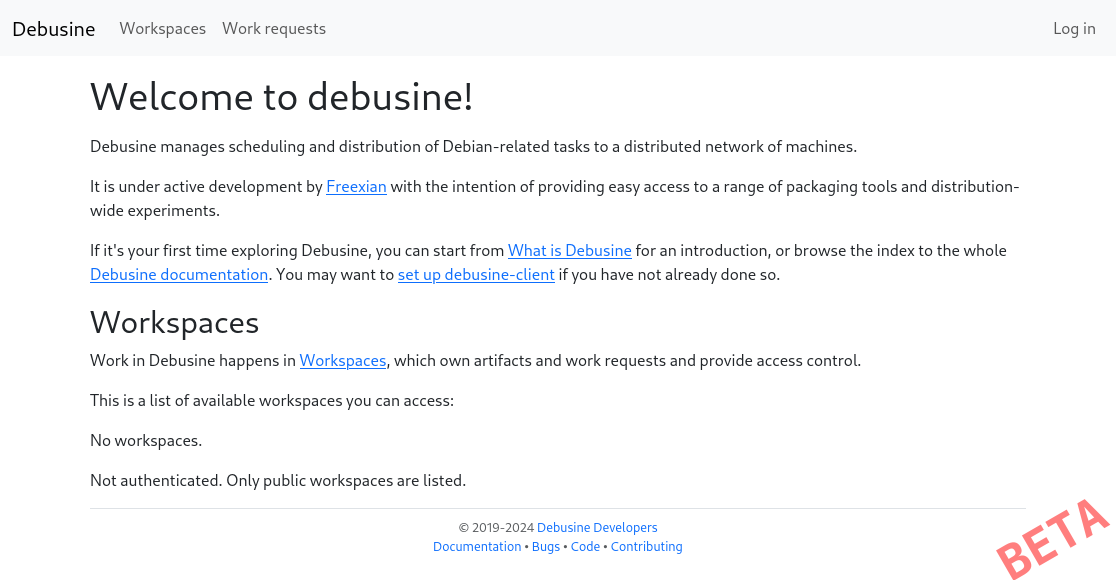 Debusine Workspaces Work requests Log in
Welcome to debusine!
Debusine manages scheduling and distribution of Debian-related tasks to a distributed network of machines.
It is under active development by Freexian with the intention of providing easy access to a range of packaging tools and distribution-
wide experiments.
If it's your first time exploring Debusine, you can start from What is Debusine for an introduction, or browse the index to the whole
Debusine documentation. You may want to set up debusine-client if you have not already done so.
Workspaces
Work in Debusine happens in Workspaces, which own artifacts and work requests and provide access control.
This is a list of available workspaces you can access:
No workspaces.
Not authenticated. Only public workspaces are listed.
© 2019-2024 Debusine Developers
Documentation • Bugs • Code • Contributing
BETA